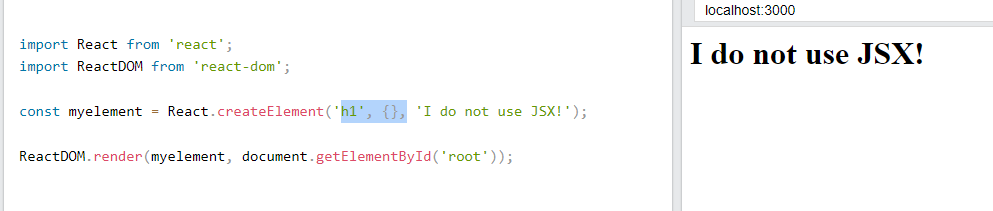 localhost:3000
import React from 'react';
import ReactDOM from 'react-dom';
const myelement = React.createElement('h1', {}, 'I do not use JSX!');
ReactDOM.render(myelement, document.getElementById('root'));
I do not use JSX!